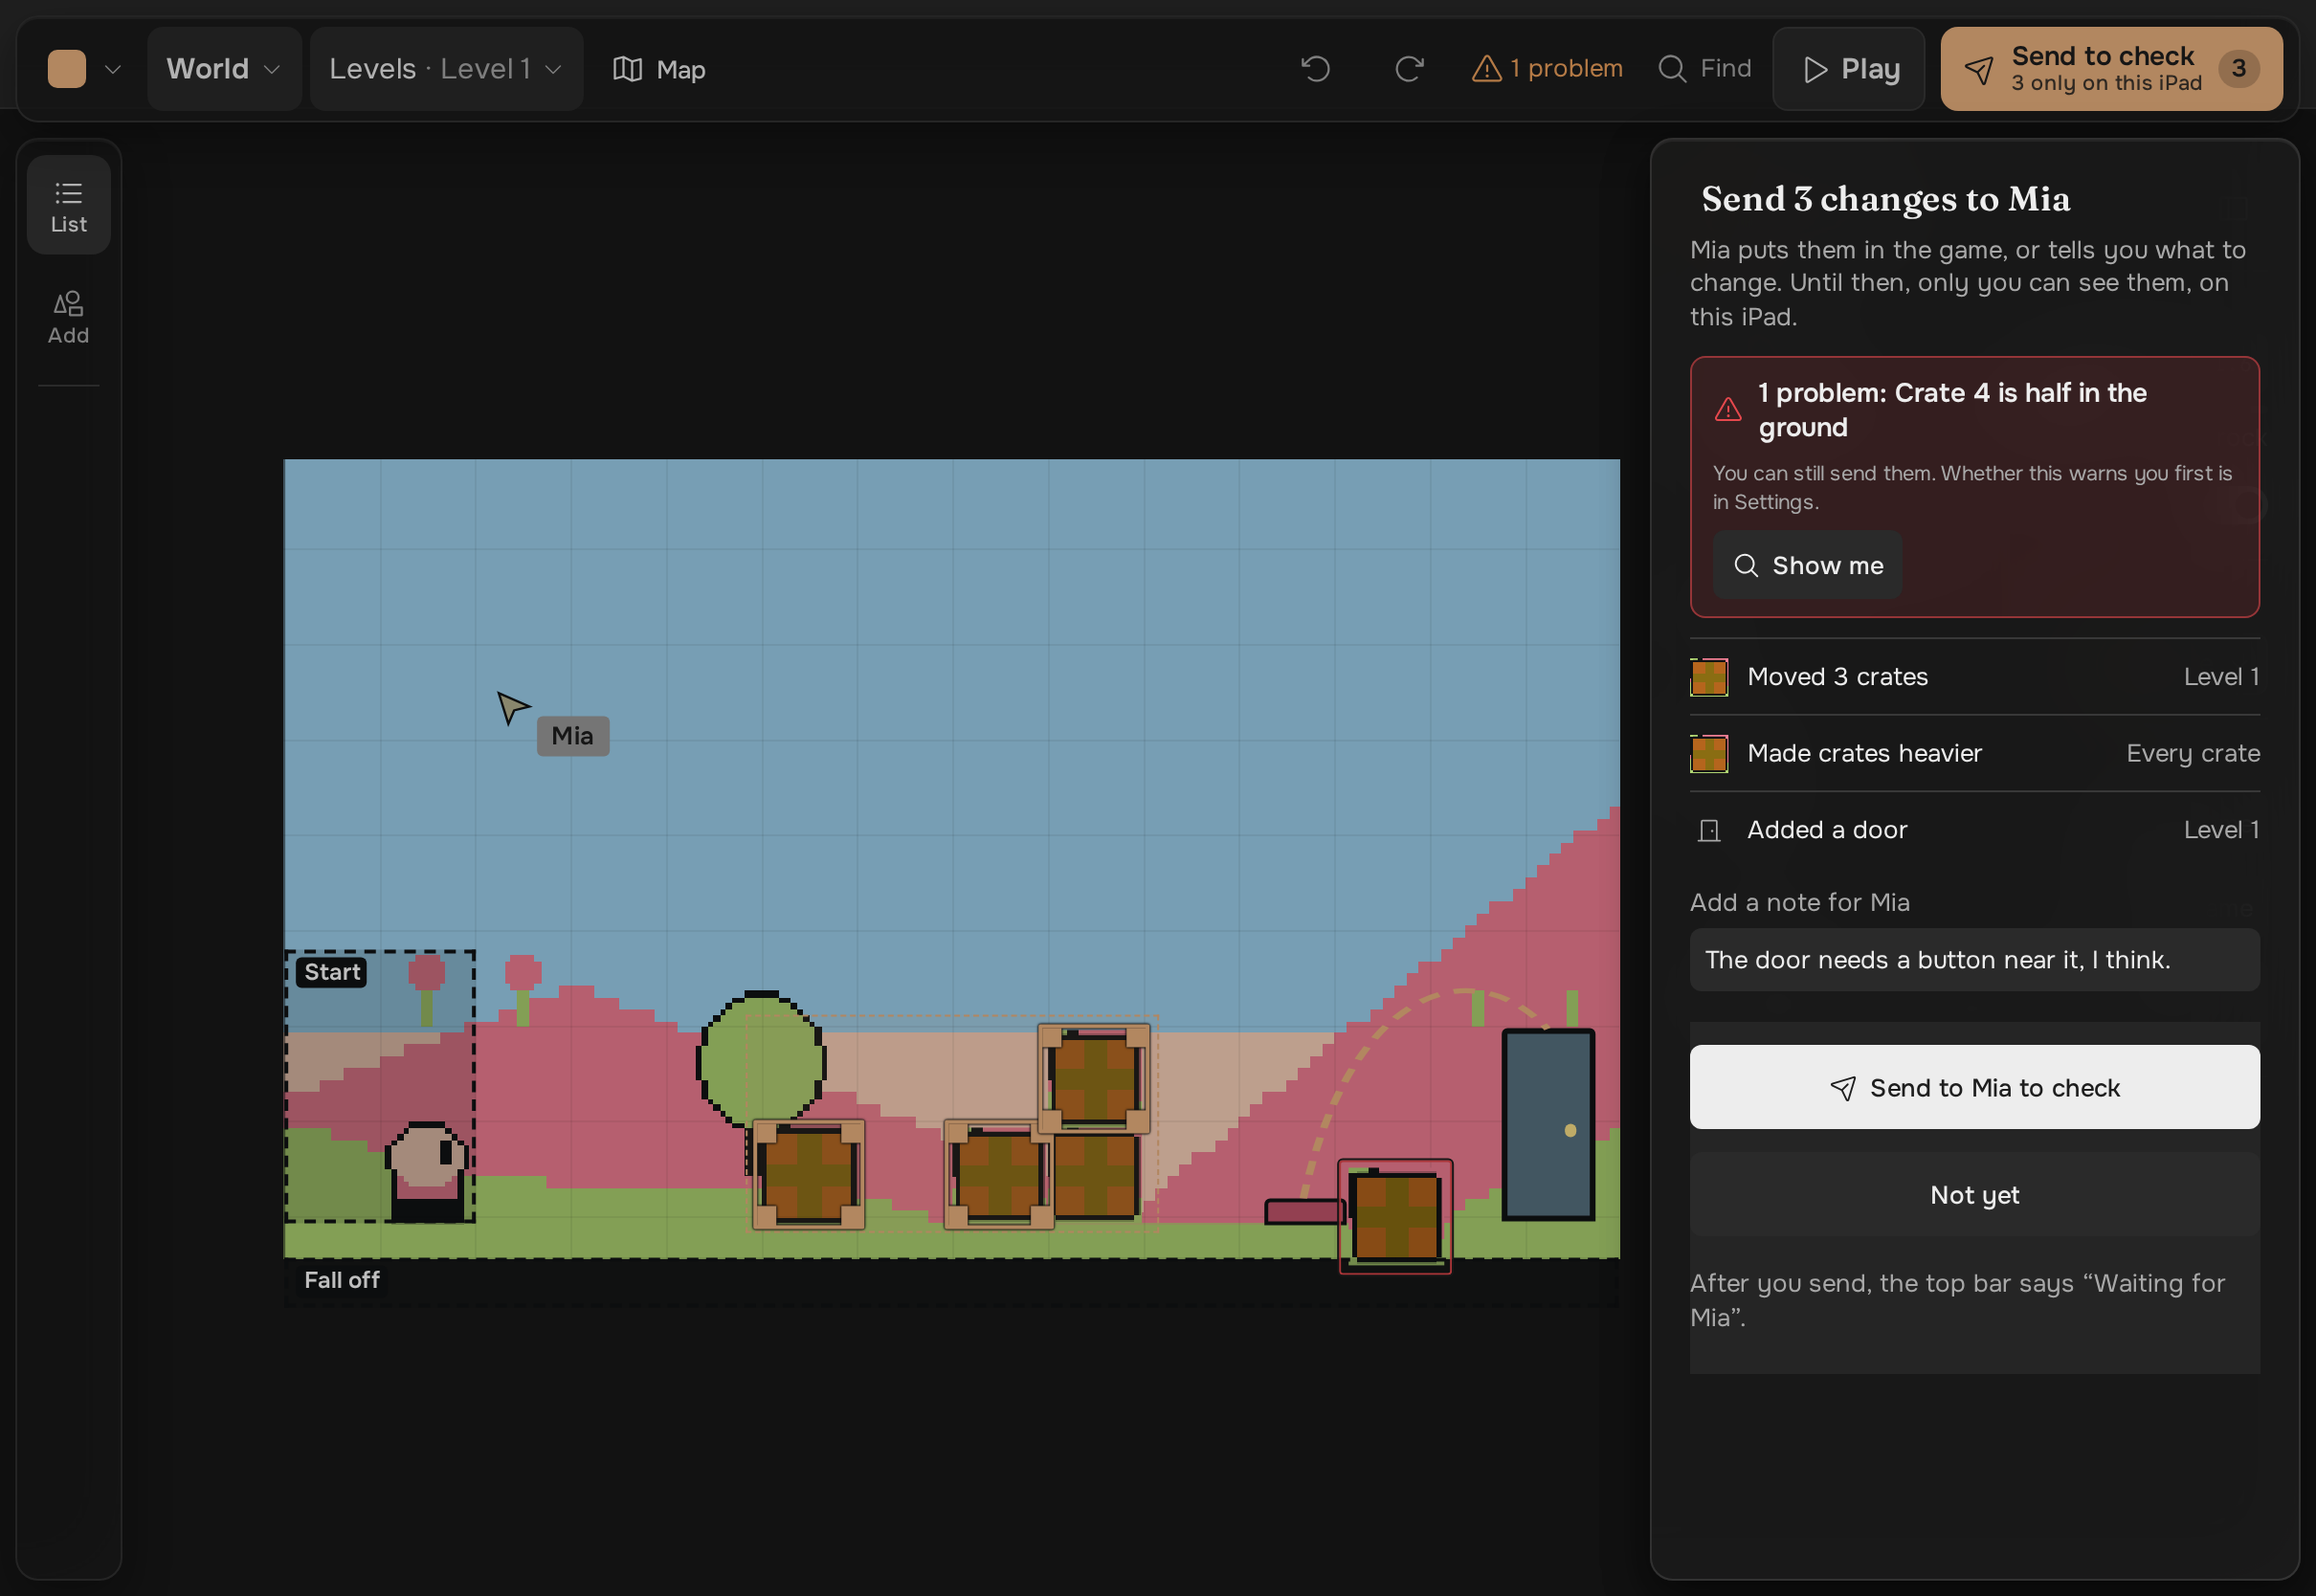 World
Levels · Level 1
Map
1 problem
Find
Play
Send to check
3 only on this iPad
3
List
Add
Mia
Start
Fall off
Send 3 changes to Mia
Mia puts them in the game, or tells you what to
change. Until then, only you can see them, on
this iPad.
1 problem: Crate 4 is half in the
ground
You can still send them. Whether this warns you first is
in Settings.
Show me
Moved 3 crates
Level 1
Made crates heavier
Every crate
Added a door
Level 1
Add a note for Mia
The door needs a button near it, I think.
Send to Mia to check
Not yet
After you send, the top bar says “Waiting for
Mia”.